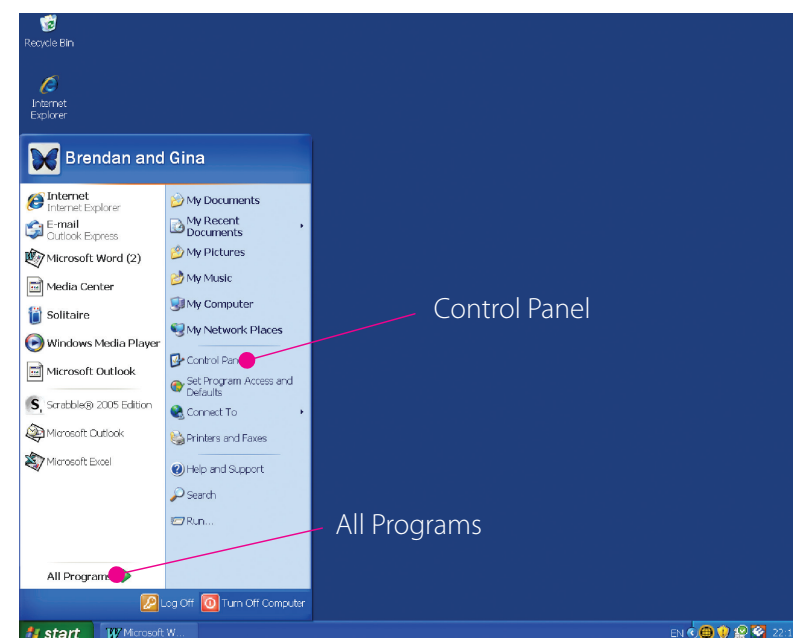 Recycle Bin
Internet
Explorer
Brendan and Gina
Internet
Internet Explorer
E-mail
Outlook Express
Microsoft Word (2)
Media Center
Solitaire
Windows Media Player
Microsoft Outlook
Scrabble® 2005 Edition
Microsoft Outlook
Microsoft Excel
All Programs
My Documents
My Recent
Documents
My Pictures
My Music
My Computer
My Network Places
Control Pan
Set Program Access and
Defaults
Connect To
Printers and Faxes
Help and Support
Search
Run...
Control Panel
All Programs
Log Off
Turn Off Computer
start
W Microsoft W...
EN